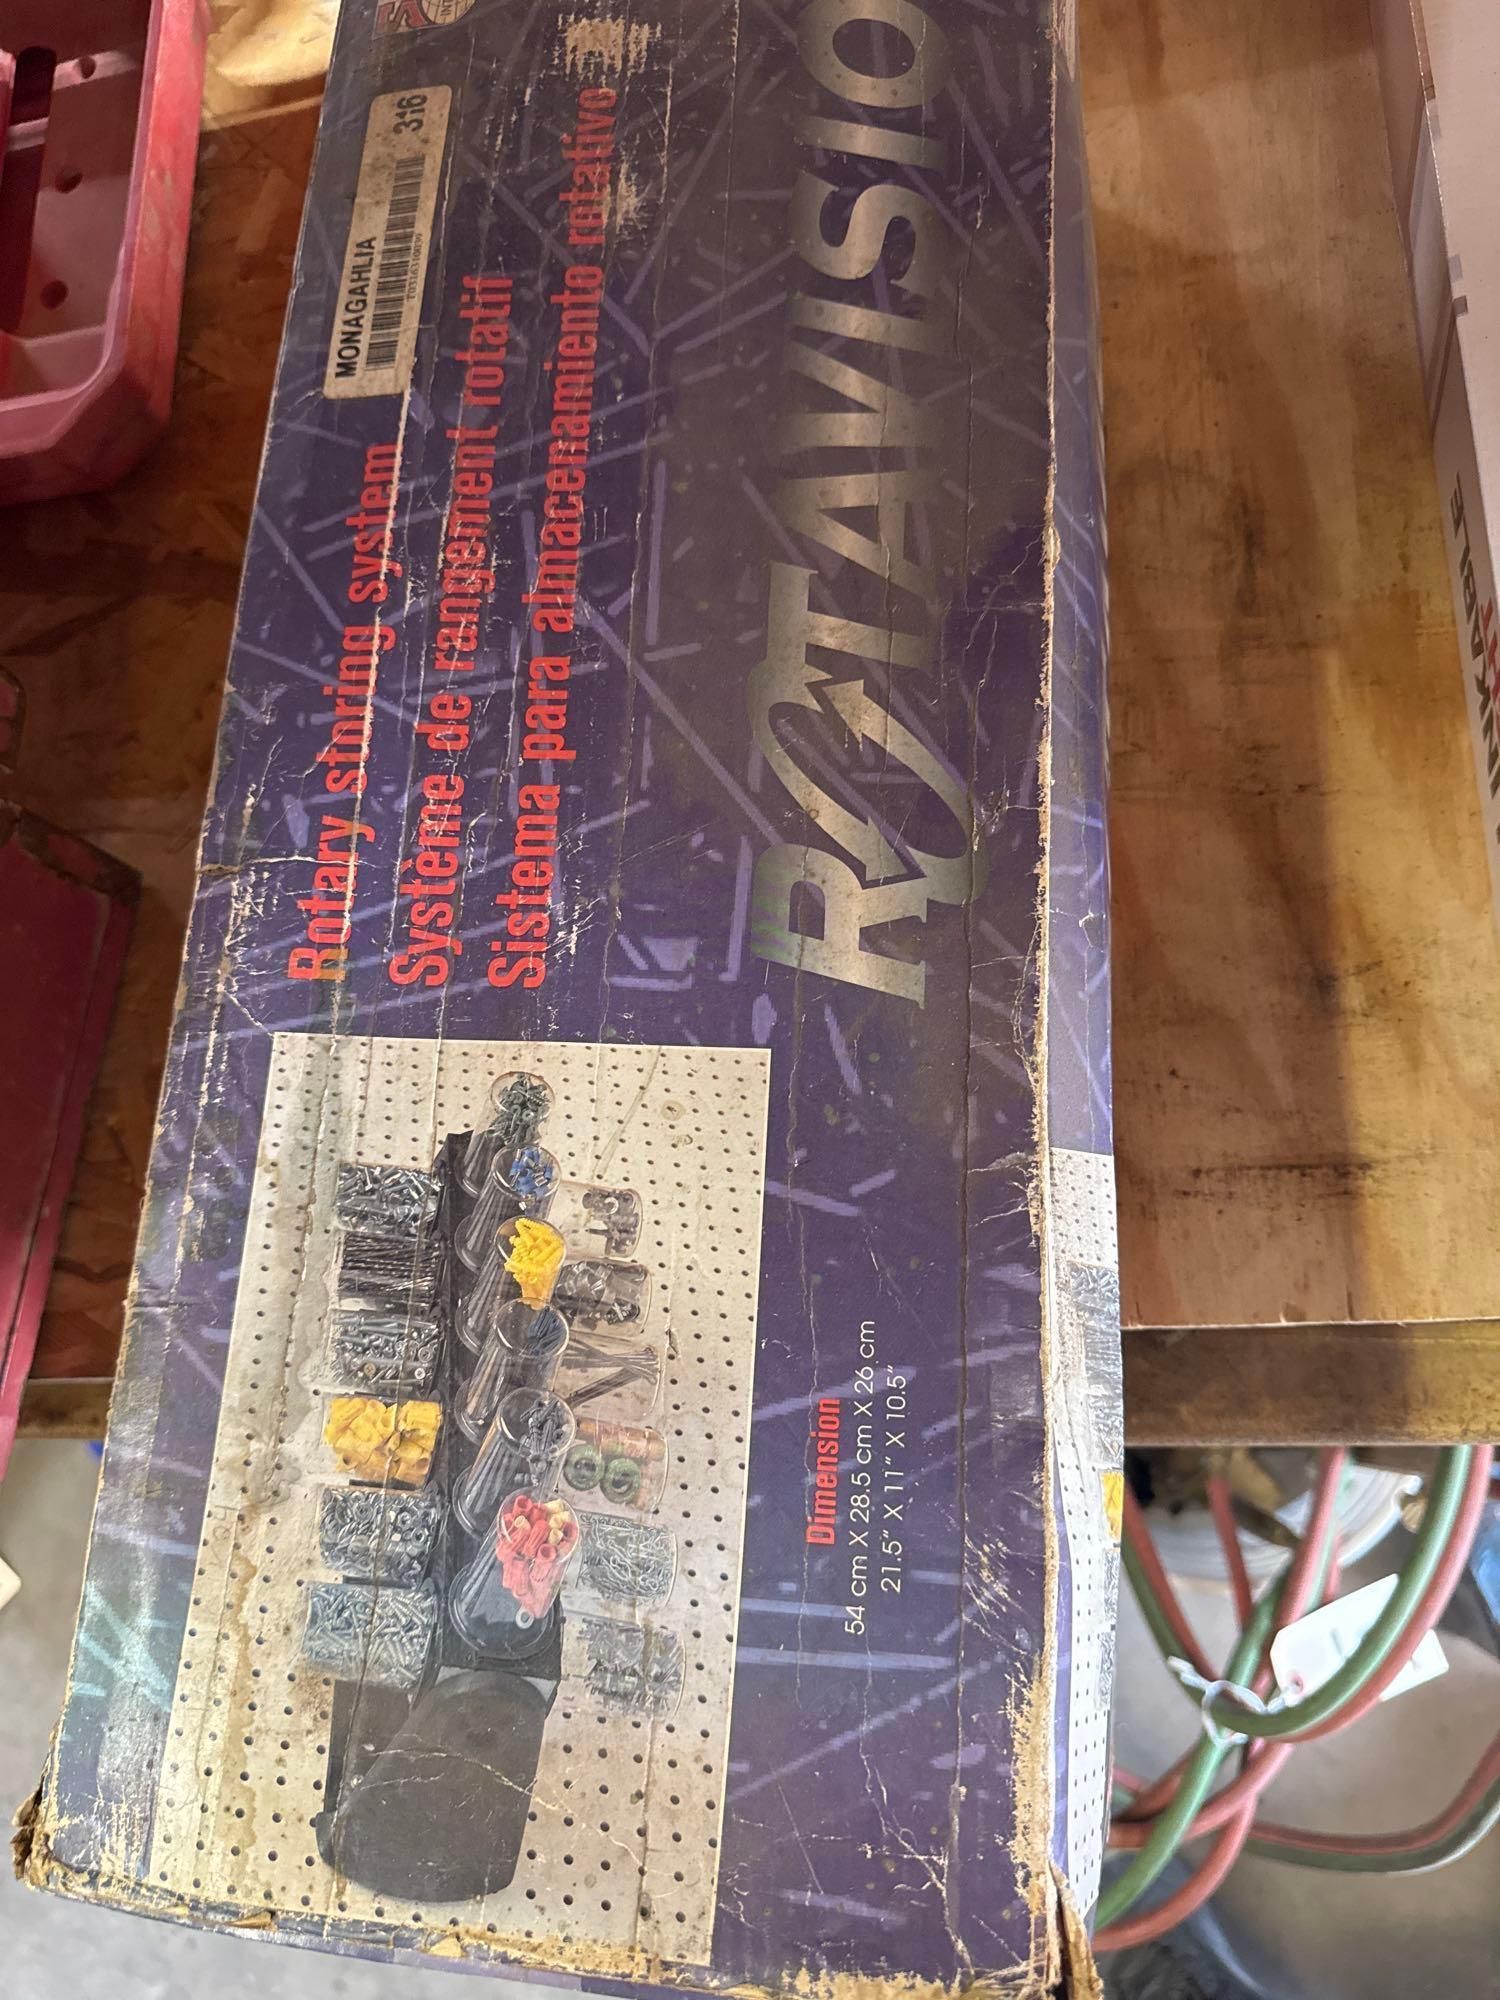 MONAGAHLIA
316
Rotary storing system
Système de rangement rotatif
Sistema para almacenamiento rotativo
ROTAVISIO
Dimension
54 cm X 28.5 cm X 26 cm
21.5" X 11" X 10.5"